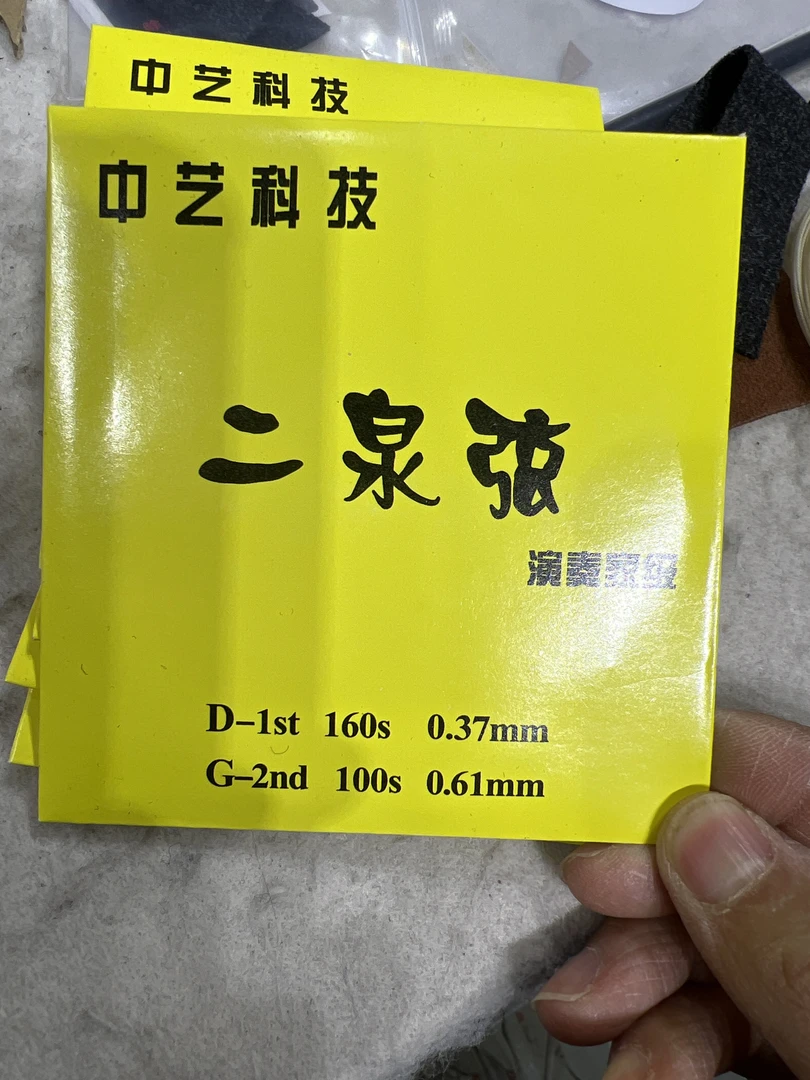 中艺科技
中艺科技
二泉弦
演奏家级
D-1st 160s 0.37mm
G-2nd 100s 0.61mm